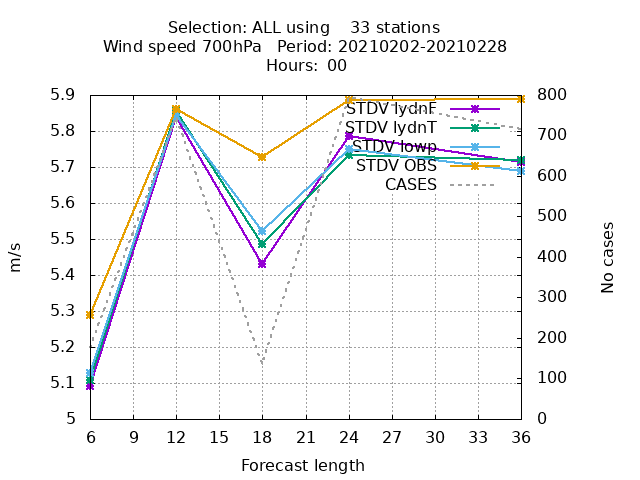 Selection: ALL using 33 stations
Wind speed 700hPa Period: 20210202-20210228
Hours: 00
5.9
5.8
5.7
5.6
5.5
5.4
5.3
5.2
5.1
5
m/s
STDV lydnF
STDV lydnT
STDV lowp
STDV OBS
CASES
800
700
600
500
400
300
200
100
0
No cases
6 9 12 15 18 21 24 27 30 33 36
Forecast length